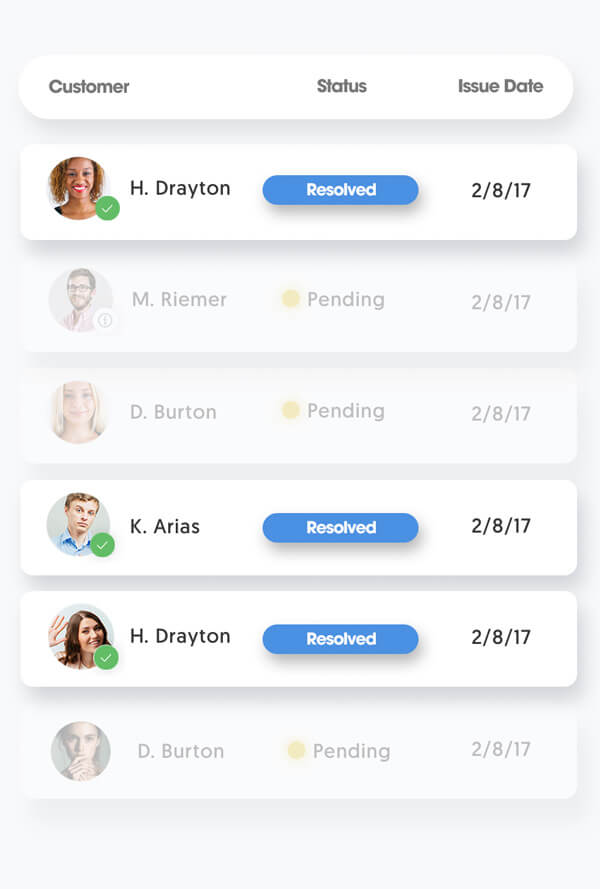 Customer Status Issue Date
H. Drayton Resolved 2/8/17
M. Riemer Pending 2/8/17
D. Burton Pending 2/8/17
K. Arias Resolved 2/8/17
H. Drayton Resolved 2/8/17
D. Burton Pending 2/8/17